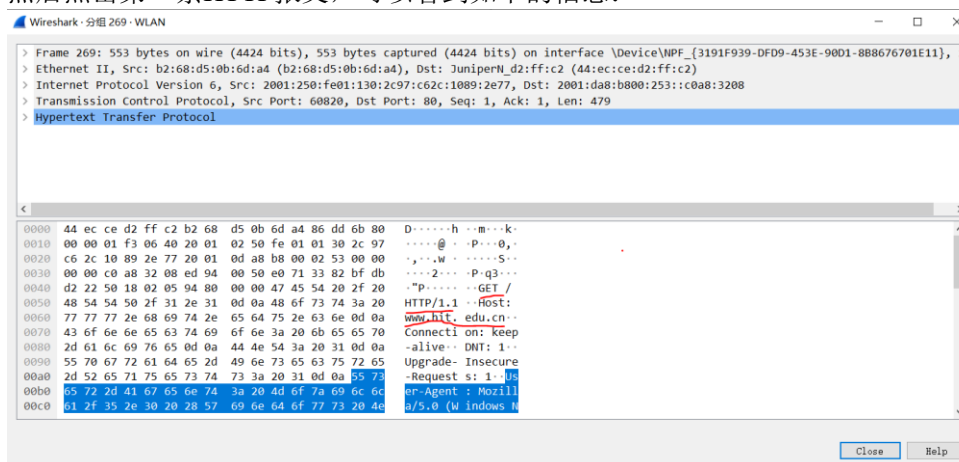 Wireshark · 分组 269 · WLAN
> Frame 269: 553 bytes on wire (4424 bits), 553 bytes captured (4424 bits) on interface \Device\NPF_{3191F939-DFD9-453E-90D1-8B8676701E11},
> Ethernet II, Src: b2:68:d5:0b:6d:a4 (b2:68:d5:0b:6d:a4), Dst: JuniperN_d2:ff:c2 (44:ec:ce:d2:ff:c2)
> Internet Protocol Version 6, Src: 2001:250:fe01:130:2c97:c62c:1089:2e77, Dst: 2001:da8:b800:253::c0a8:3208
> Transmission Control Protocol, Src Port: 60820, Dst Port: 80, Seq: 1, Ack: 1, Len: 479
> Hypertext Transfer Protocol
0000 44 ec ce d2 ff c2 b2 68 d5 0b 6d a4 86 dd 6b 80 D······h ··m···k·
0010 00 00 01 f3 06 40 20 01 02 50 fe 01 01 30 2c 97 ·····@ · ·P···0,·
0020 c6 2c 10 89 2e 77 20 01 0d a8 b8 00 02 53 00 00 ·,··.w · ·····S··
0030 00 00 c0 a8 32 08 ed 94 00 50 e0 71 33 82 bf db ····2··· ·P·q3···
0040 d2 22 50 18 02 05 94 80 00 00 47 45 54 20 2f 20 ·"P····· ··GET /
0050 48 54 54 50 2f 31 2e 31 0d 0a 48 6f 73 74 3a 20 HTTP/1.1 ··Host:
0060 77 77 77 2e 68 69 74 2e 65 64 75 2e 63 6e 0d 0a www.hit. edu.cn··
0070 43 6f 6e 6e 65 63 74 69 6f 6e 3a 20 6b 65 65 70 Connecti on: keep
0080 2d 61 6c 69 76 65 0d 0a 44 4e 54 3a 20 31 0d 0a -alive·· DNT: 1··
0090 55 70 67 72 61 64 65 2d 49 6e 73 65 63 75 72 65 Upgrade- Insecure
00a0 2d 52 65 71 75 65 73 74 73 3a 20 31 0d 0a 55 73 -Request s: 1··Us
00b0 65 72 2d 41 67 65 6e 74 3a 20 4d 6f 7a 69 6c 6c er-Agent : Mozill
00c0 61 2f 35 2e 30 20 28 57 69 6e 64 6f 77 73 20 4e a/5.0 (W indows N
Close Help